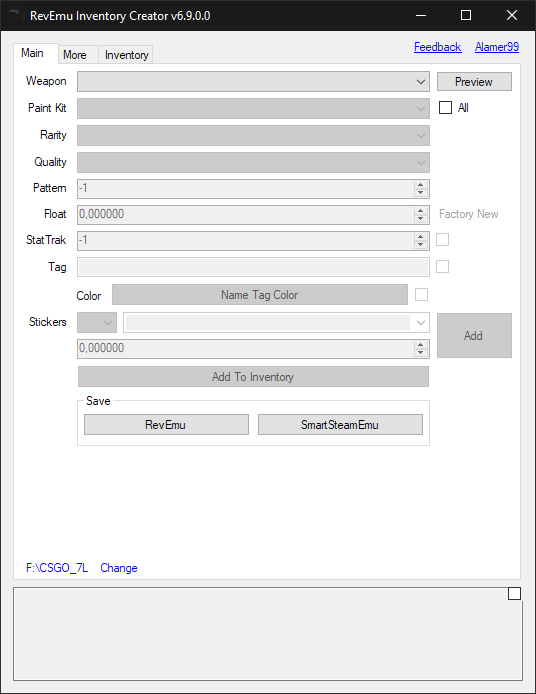 RevEmu Inventory Creator v6.9.0.0
Feedback Alamer99
Main More Inventory
Weapon Preview
Paint Kit All
Rarity
Quality
Pattern -1
Float 0,000000 Factory New
StatTrak -1
Tag
Color Name Tag Color
Stickers
0,000000 Add
Add To Inventory
Save
RevEmu SmartSteamEmu
F:\CSGO_7L Change